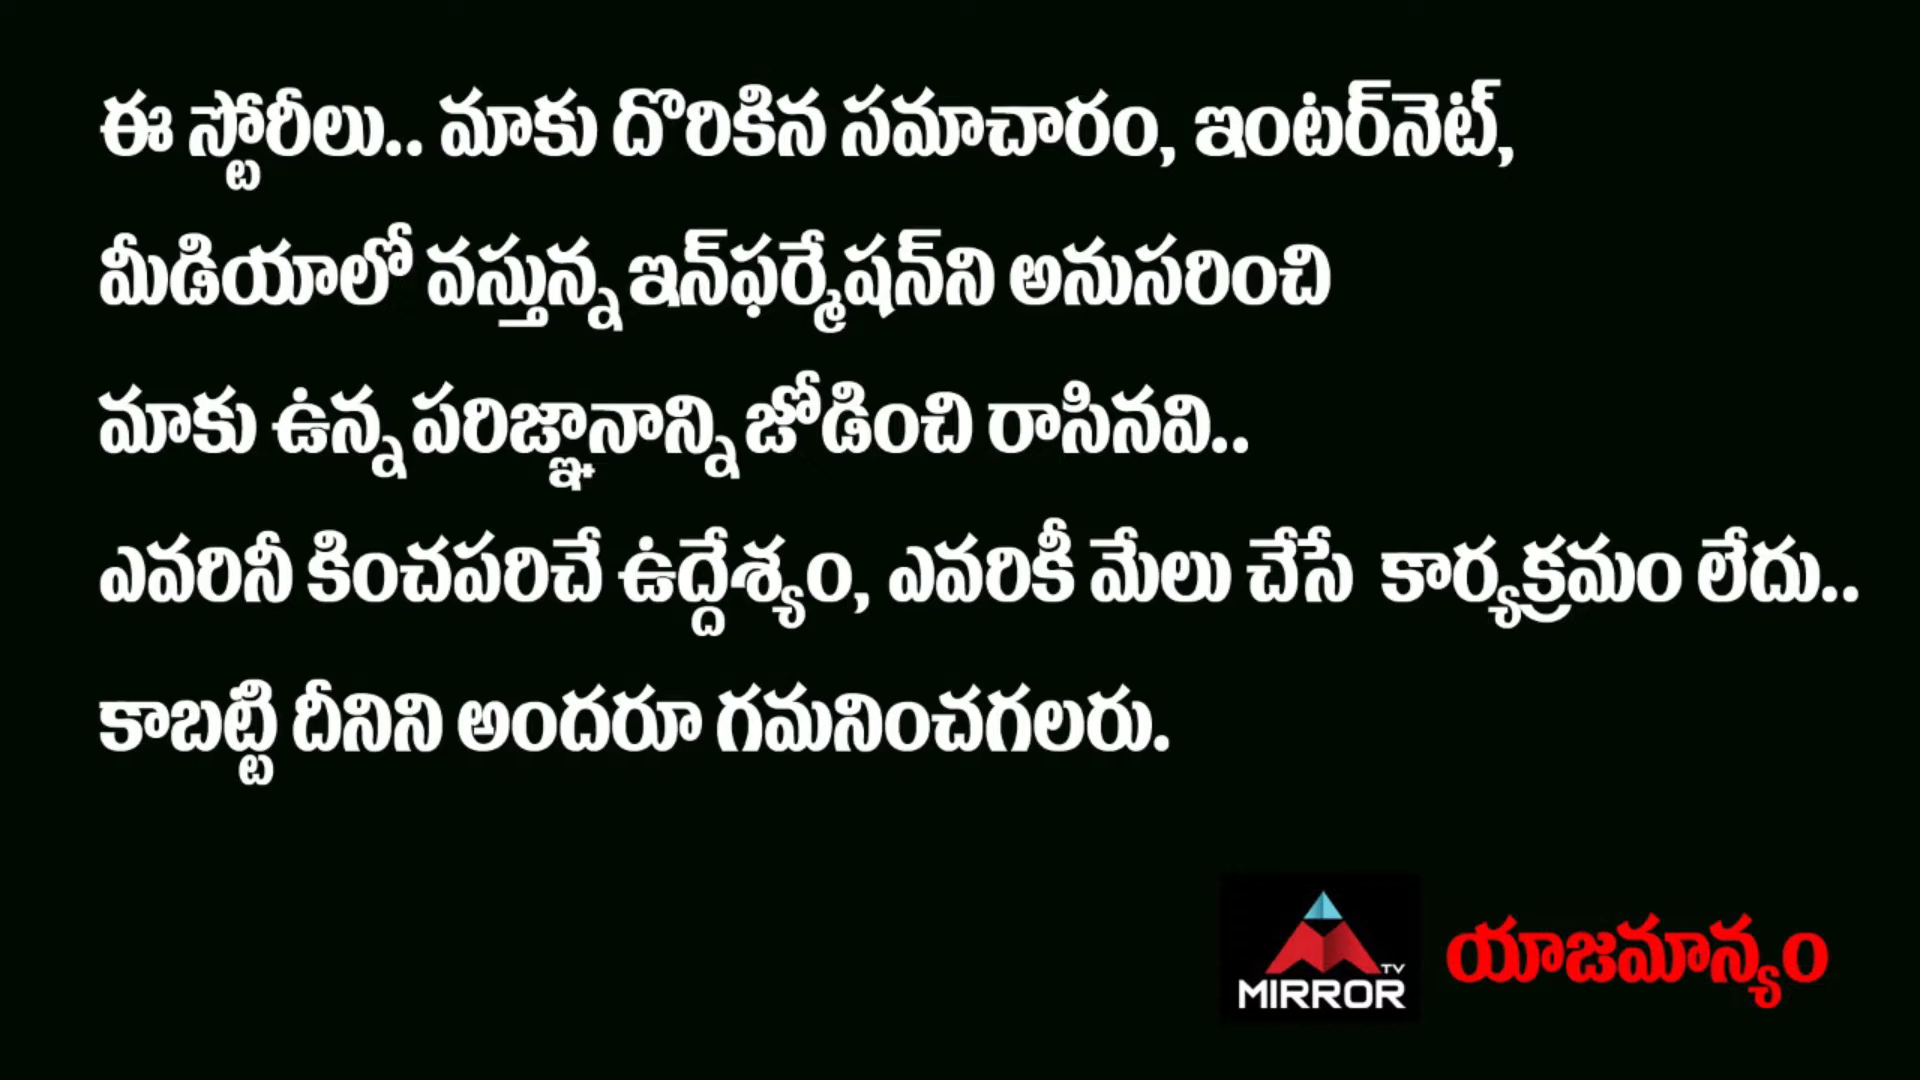 ఈ స్టోరీలు.. మాకు దొరికిన సమాచారం, ఇంటర్‌నెట్,
మీడియాలో వస్తున్న ఇన్‌ఫర్మేషన్‌ని అనుసరించి
మాకు ఉన్న పరిజ్ఞానాన్ని జోడించి రాసినవి..
ఎవరినీ కించపరిచే ఉద్దేశ్యం, ఎవరికీ మేలు చేసే కార్యక్రమం లేదు..
కాబట్టి దీనిని అందరూ గమనించగలరు.
TV
MIRROR
యాజమాన్యం